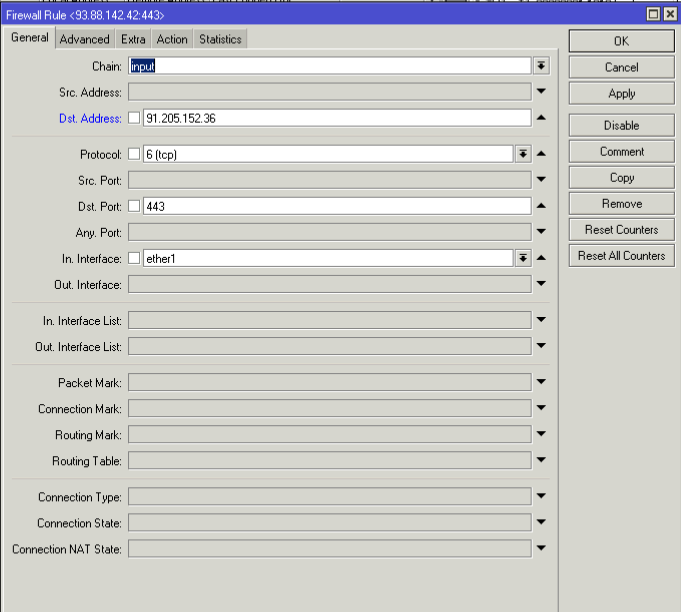 Firewall Rule <93.88.142.42:443>
General Advanced Extra Action Statistics
Chain: input
Src. Address:
Dst. Address: 91.205.152.36
Protocol: 6 (tcp)
Src. Port:
Dst. Port: 443
Any. Port:
In. Interface: ether1
Out. Interface:
In. Interface List:
Out. Interface List:
Packet Mark:
Connection Mark:
Routing Mark:
Routing Table:
Connection Type:
Connection State:
Connection NAT State:
OK
Cancel
Apply
Disable
Comment
Copy
Remove
Reset Counters
Reset All Counters